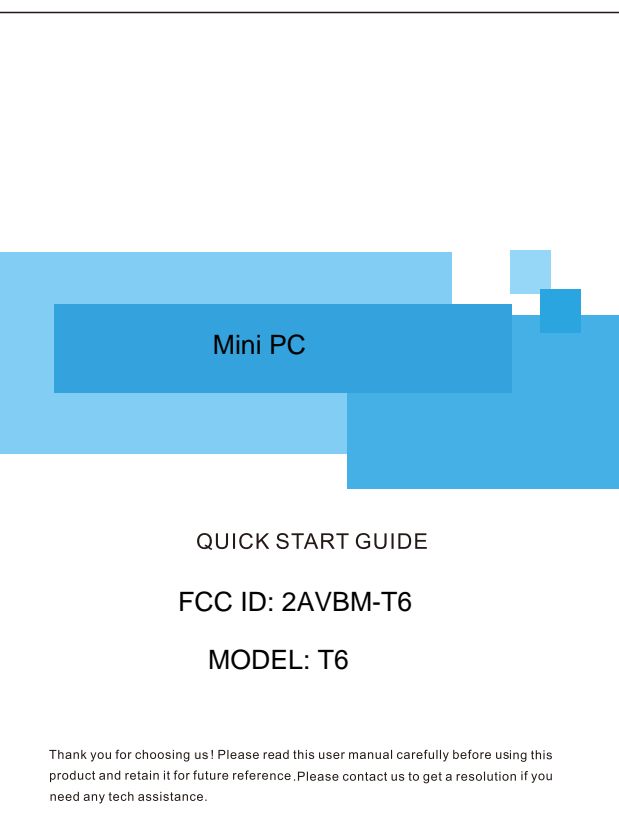 Mini PC
QUICK START GUIDE
FCC ID: 2AVBM-T6
MODEL: T6
Thank you for choosing us! Please read this user manual carefully before using this
product and retain it for future reference.Please contact us to get a resolution if you
need any tech assistance.